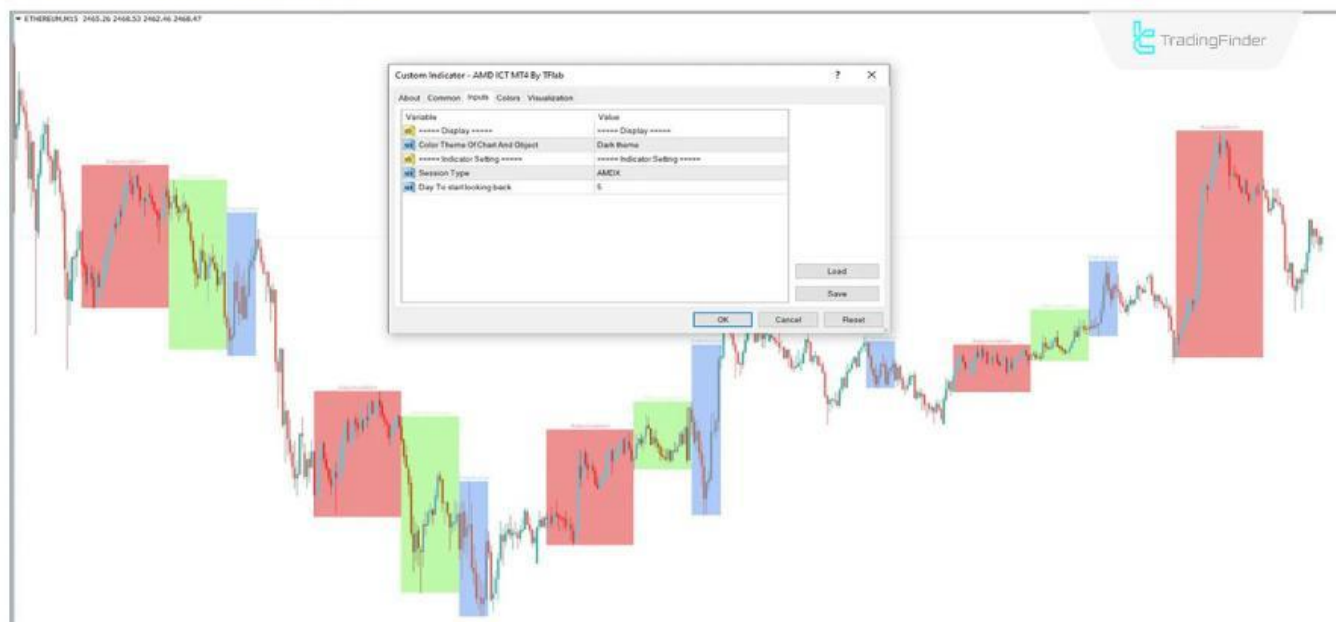 ETHEREUM,M15 2465.26 2468.53 2462.46 2468.47
TradingFinder
Custom Indicator - AMD ICT MT4 By TFlab
? X
About Common Inputs Colors Visualization
Variable Value
ab ===== Display ===== ===== Display =====
Color Theme Of Chart And Object Dark theme
ab ===== Indicator Setting ===== ===== Indicator Setting =====
Session Type AMDX
Day To start looking back 5
Load
Save
OK Cancel Reset